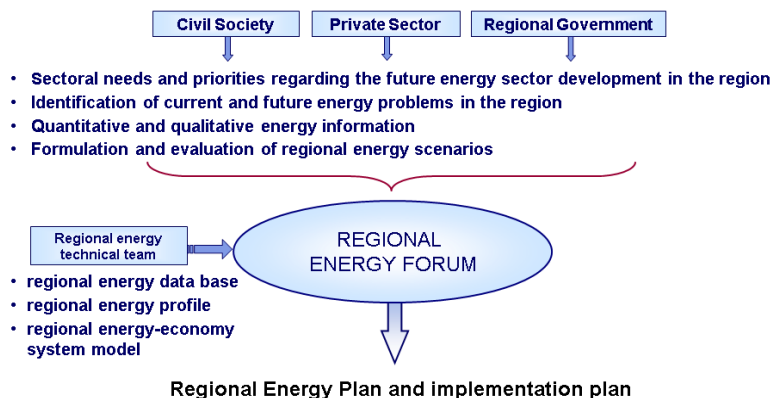 Civil Society
Private Sector
Regional Government
• Sectoral needs and priorities regarding the future energy sector development in the region
• Identification of current and future energy problems in the region
• Quantitative and qualitative energy information
• Formulation and evaluation of regional energy scenarios
Regional energy
technical team
REGIONAL
ENERGY FORUM
• regional energy data base
• regional energy profile
• regional energy-economy
system model
Regional Energy Plan and implementation plan